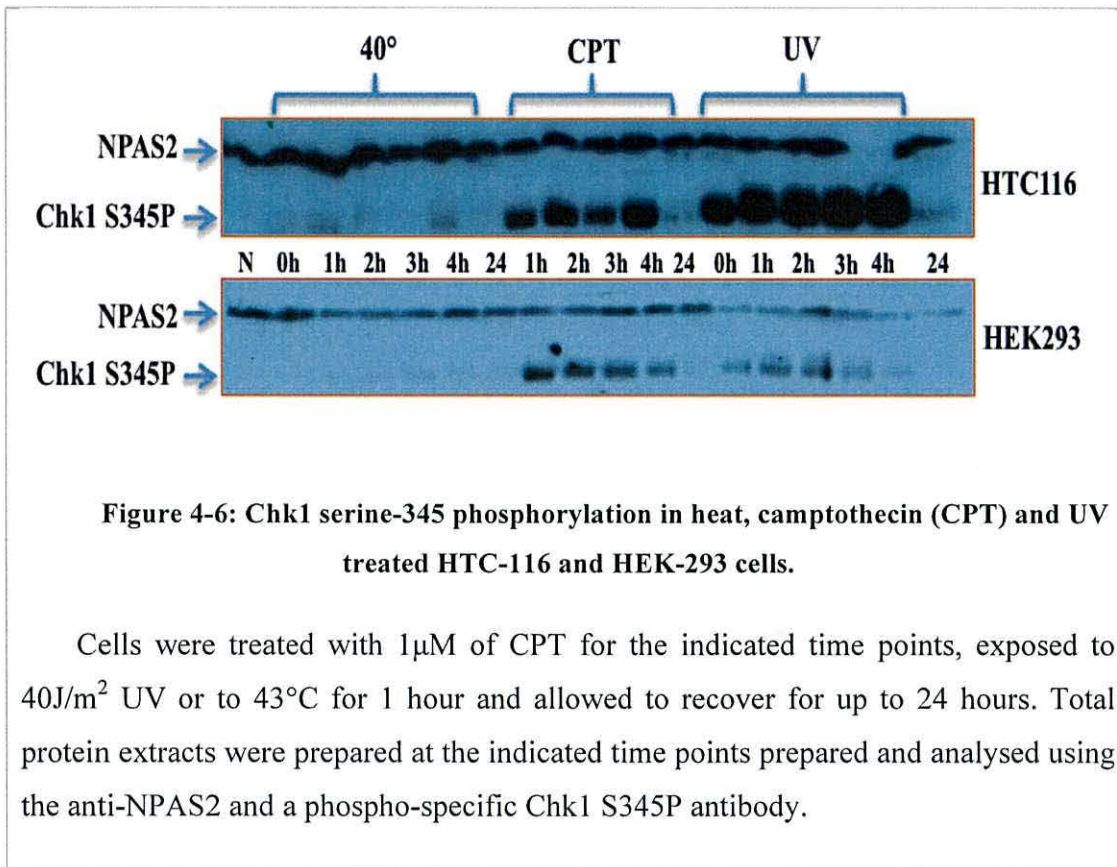 40° CPT UV
NPAS2
Chk1 S345P
HTC116
N 0h 1h 2h 3h 4h 24 1h 2h 3h 4h 24 0h 1h 2h 3h 4h 24
NPAS2
Chk1 S345P
HEK293
Figure 4-6: Chk1 serine-345 phosphorylation in heat, camptothecin (CPT) and UV
treated HTC-116 and HEK-293 cells.
Cells were treated with 1µM of CPT for the indicated time points, exposed to
40J/m² UV or to 43°C for 1 hour and allowed to recover for up to 24 hours. Total
protein extracts were prepared at the indicated time points prepared and analysed using
the anti-NPAS2 and a phospho-specific Chk1 S345P antibody.